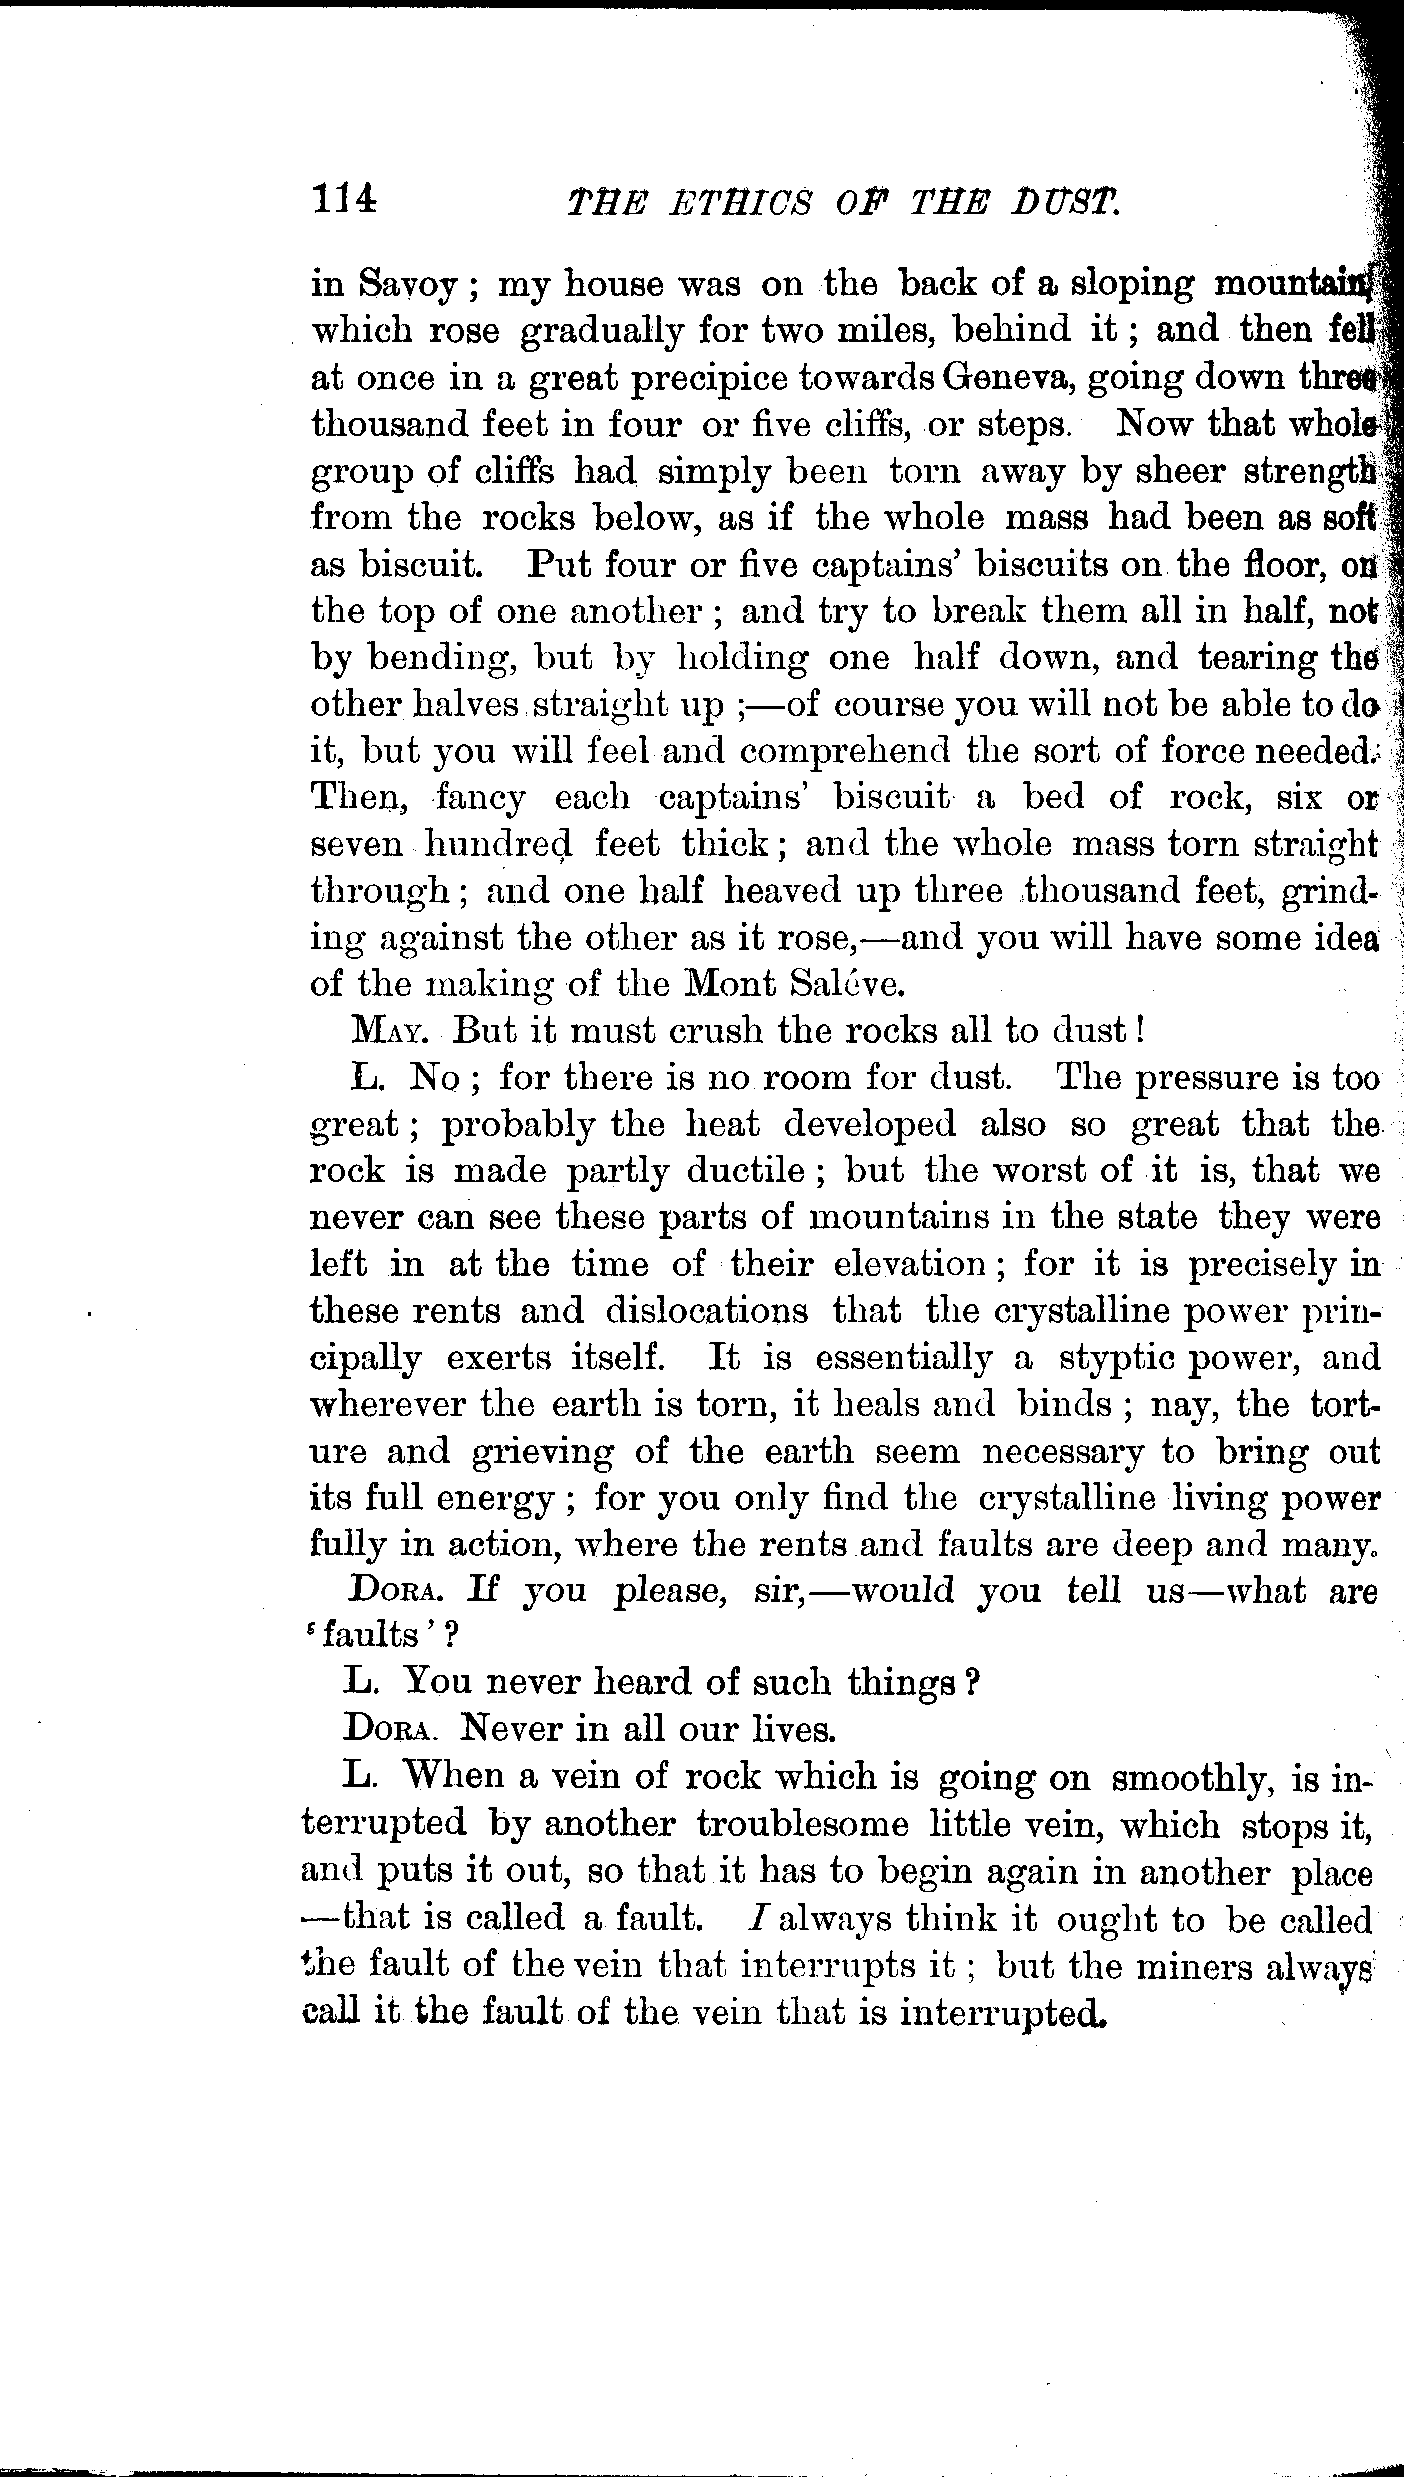 114 THE ETHICS OF THE DUST.
in Savoy ; my house was on the back of a sloping mountain,
which rose gradually for two miles, behind it ; and then fell
at once in a great precipice towards Geneva, going down three
thousand feet in four or five cliffs, or steps. Now that whole
group of cliffs had simply been torn away by sheer strength
from the rocks below, as if the whole mass had been as soft
as biscuit. Put four or five captains' biscuits on the floor, on
the top of one another ; and try to break them all in half, not
by bending, but by holding one half down, and tearing the
other halves straight up ;—of course you will not be able to do
it, but you will feel and comprehend the sort of force needed.
Then, fancy each captains' biscuit a bed of rock, six or
seven hundred feet thick ; and the whole mass torn straight
through ; and one half heaved up three thousand feet, grind-
ing against the other as it rose,—and you will have some idea
of the making of the Mont Saléve.
MAY. But it must crush the rocks all to dust !
L. No ; for there is no room for dust. The pressure is too
great ; probably the heat developed also so great that the
rock is made partly ductile ; but the worst of it is, that we
never can see these parts of mountains in the state they were
left in at the time of their elevation ; for it is precisely in
these rents and dislocations that the crystalline power prin-
cipally exerts itself. It is essentially a styptic power, and
wherever the earth is torn, it heals and binds ; nay, the tort-
ure and grieving of the earth seem necessary to bring out
its full energy ; for you only find the crystalline living power
fully in action, where the rents and faults are deep and many.
DORA. If you please, sir,—would you tell us—what are
'faults' ?
L. You never heard of such things ?
DORA. Never in all our lives.
L. When a vein of rock which is going on smoothly, is in-
terrupted by another troublesome little vein, which stops it,
and puts it out, so that it has to begin again in another place
—that is called a fault. I always think it ought to be called
the fault of the vein that interrupts it ; but the miners always
call it the fault of the vein that is interrupted.